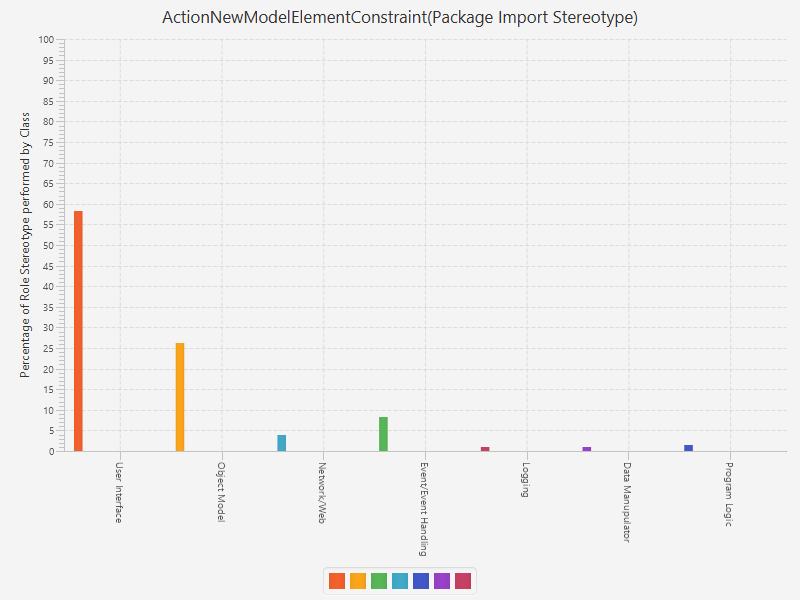 ActionNewModelElementConstraint(Package Import Stereotype)
Percentage of Role Stereotype performed by Class
100
95
90
85
80
75
70
65
60
55
50
45
40
35
30
25
20
15
10
5
0
User Interface
Object Model
Network/Web
Event/Event Handling
Logging
Data Manupulator
Program Logic